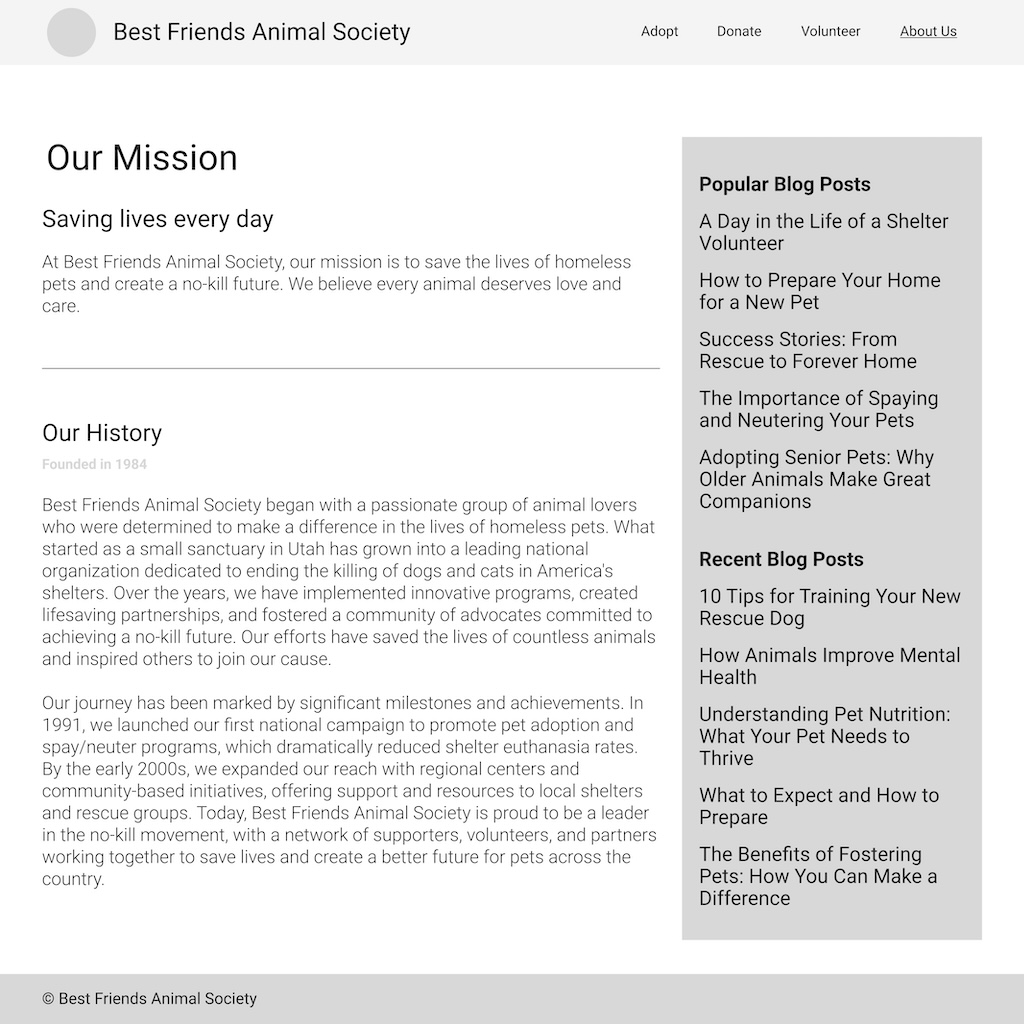 Best Friends Animal Society
Adopt
Donate
Volunteer
About Us
Our Mission
Saving lives every day
At Best Friends Animal Society, our mission is to save the lives of homeless
pets and create a no-kill future. We believe every animal deserves love and
care.
Our History
Founded in 1984
Best Friends Animal Society began with a passionate group of animal lovers
who were determined to make a difference in the lives of homeless pets. What
started as a small sanctuary in Utah has grown into a leading national
organization dedicated to ending the killing of dogs and cats in America's
shelters. Over the years, we have implemented innovative programs, created
lifesaving partnerships, and fostered a community of advocates committed to
achieving a no-kill future. Our efforts have saved the lives of countless animals
and inspired others to join our cause.
Our journey has been marked by significant milestones and achievements. In
1991, we launched our first national campaign to promote pet adoption and
spay/neuter programs, which dramatically reduced shelter euthanasia rates.
By the early 2000s, we expanded our reach with regional centers and
community-based initiatives, offering support and resources to local shelters
and rescue groups. Today, Best Friends Animal Society is proud to be a leader
in the no-kill movement, with a network of supporters, volunteers, and partners
working together to save lives and create a better future for pets across the
country.
Popular Blog Posts
A Day in the Life of a Shelter
Volunteer
How to Prepare Your Home
for a New Pet
Success Stories: From
Rescue to Forever Home
The Importance of Spaying
and Neutering Your Pets
Adopting Senior Pets: Why
Older Animals Make Great
Companions
Recent Blog Posts
10 Tips for Training Your New
Rescue Dog
How Animals Improve Mental
Health
Understanding Pet Nutrition:
What Your Pet Needs to
Thrive
What to Expect and How to
Prepare
The Benefits of Fostering
Pets: How You Can Make a
Difference
© Best Friends Animal Society